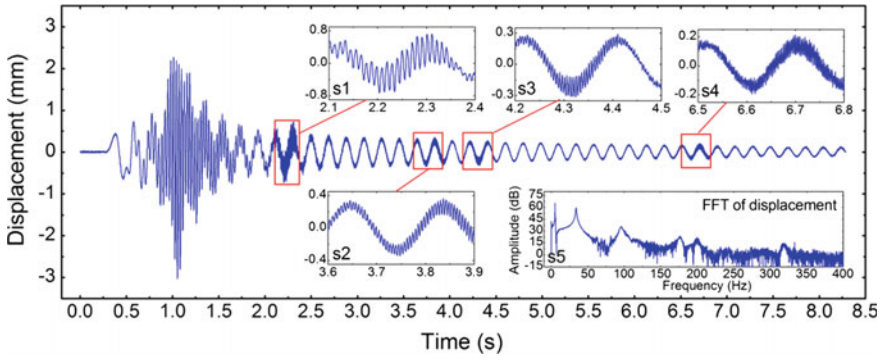 3
2
1
0
1
2
3
Displacement (mm)
0.0 0.5 1.0 1.5 2.0 2.5 3.0 3.5 4.0 4.5 5.0 5.5 6.0 6.5 7.0 7.5 8.0 8.5
Time (s)
0.8
0.0
-0.8
s1
2.1 2.2 2.3 2.4
0.3
0.0
-0.3
s3
4.2 4.3 4.4 4.5
0.2
0.0
-0.2
s4
6.5 6.6 6.7 6.8
0.4
0.0
-0.4
s2
3.6 3.7 3.8 3.9
75
60
45
30
15
0
-15
Amplitude (dB)
FFT of displacement
s5
0 50 100 150 200 250 300 350 400
Frequency (Hz)